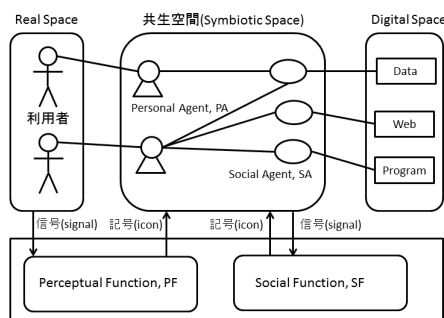 Real Space
共生空間(Symbiotic Space)
Digital Space
利用者
Personal Agent, PA
Social Agent, SA
Data
Web
Program
信号(signal)
記号(icon)
記号(icon)
信号(signal)
Perceptual Function, PF
Social Function, SF